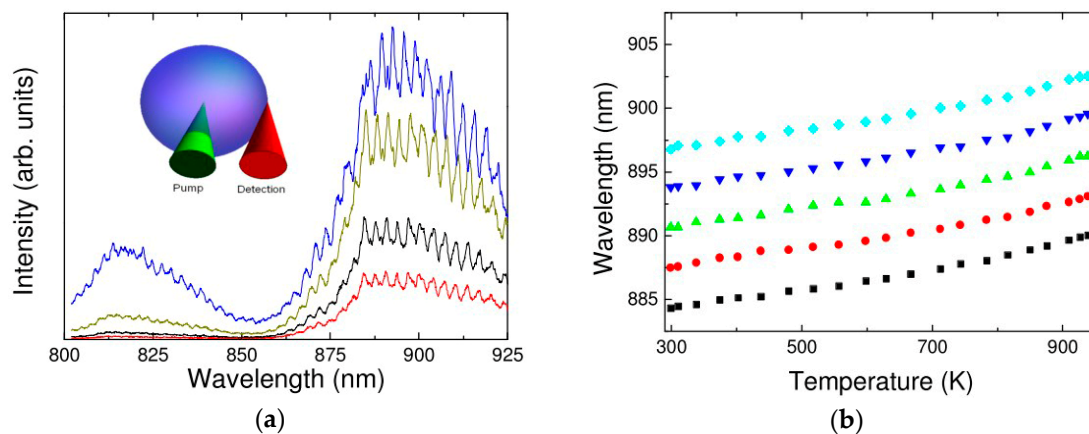 Intensity (arb. units)
Pump
Detection
800 825 850 875 900 925
Wavelength (nm)
(a)
Wavelength (nm)
905
900
895
890
885
300 500 700 900
Temperature (K)
(b)